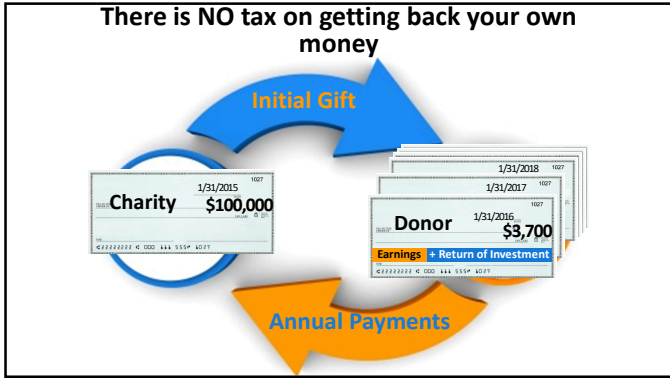 There is NO tax on getting back your own
money
Initial Gift
1027
1/31/2015
Charity $100,000
1/31/2018
1027
1/31/2017
1027
1/31/2016
Donor $3,700
Earnings + Return of Investment
Annual Payments